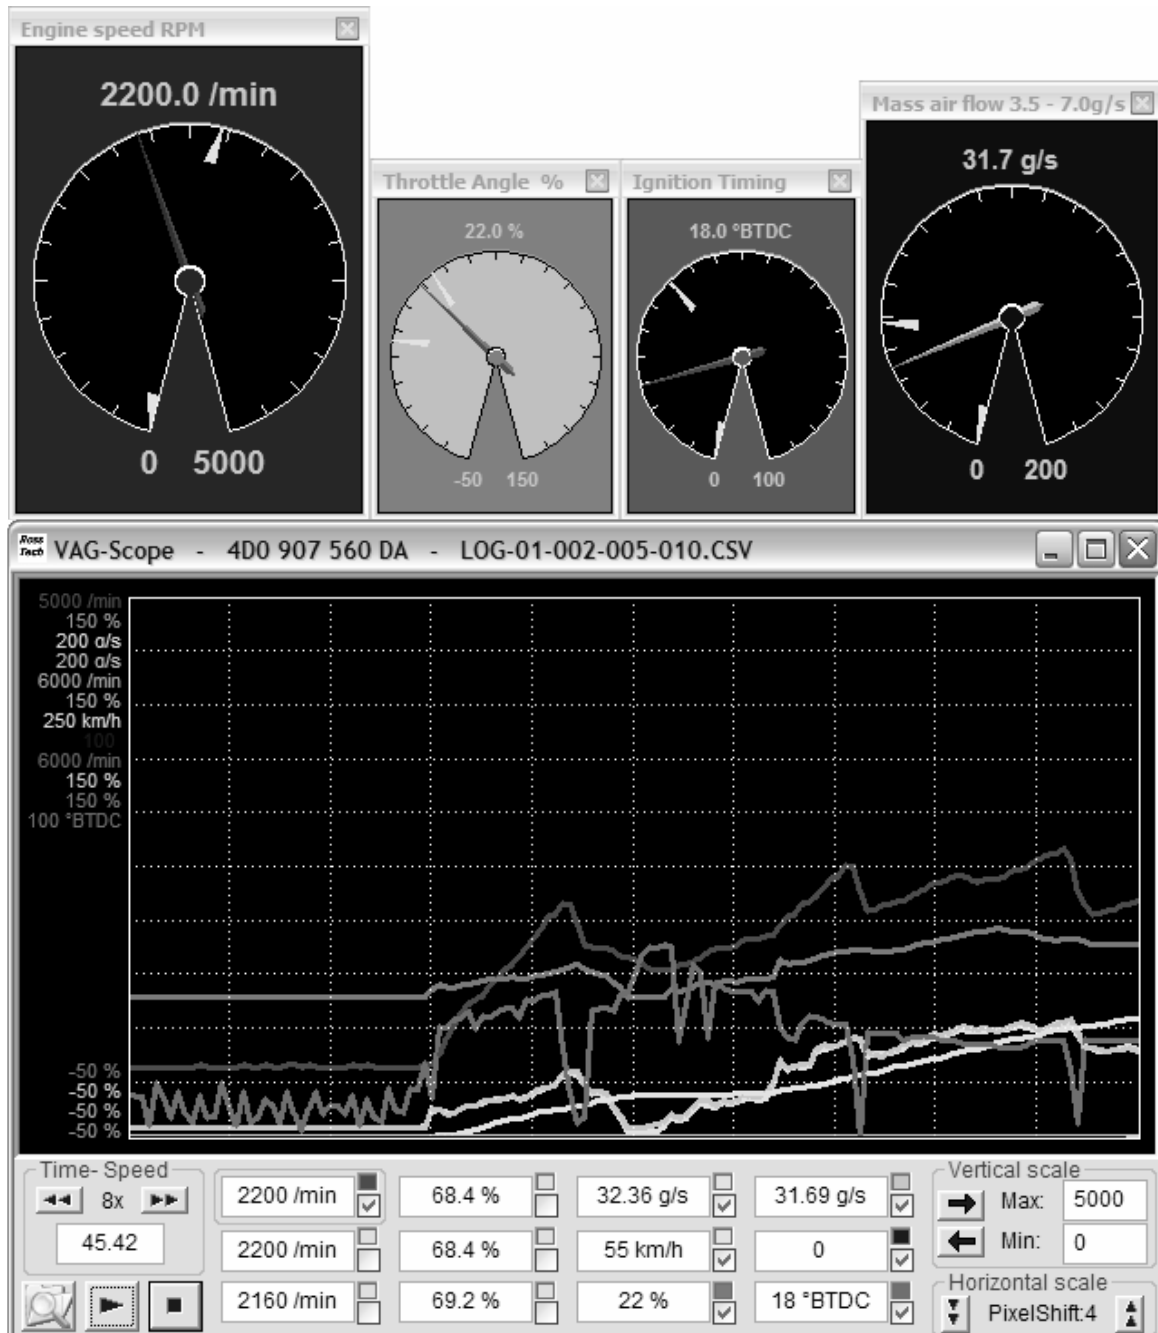 Engine speed RPM
2200.0 /min
0 5000
Throttle Angle %
22.0 %
-50 150
Ignition Timing
18.0 °BTDC
0 100
Mass air flow 3.5 - 7.0g/s
31.7 g/s
0 200
Ross
Tech
VAG-Scope - 4D0 907 560 DA - LOG-01-002-005-010.CSV
5000 /min
150 %
200 g/s
200 g/s
6000 /min
150 %
250 km/h
100
6000 /min
150 %
150 %
100 °BTDC
-50 %
-50 %
-50 %
-50 %
Time- Speed
8x
45.42
2200 /min 68.4 % 32.36 g/s 31.69 g/s
2200 /min 68.4 % 55 km/h 0
2160 /min 69.2 % 22 % 18 °BTDC
Vertical scale
Max: 5000
Min: 0
Horizontal scale
PixelShift:4